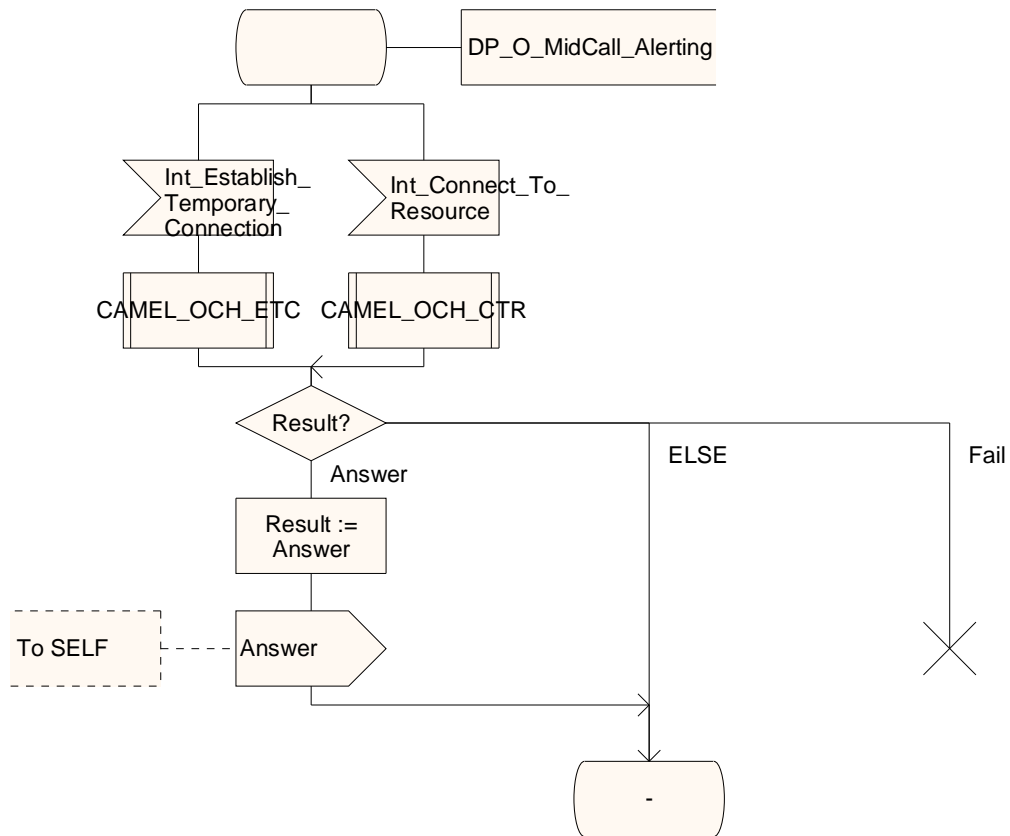 DP_O_MidCall_Alerting
Int_Establish_
Temporary_
Connection
Int_Connect_To_
Resource
CAMEL_OCH_ETC
CAMEL_OCH_CTR
Result?
ELSE
Fail
Answer
Result :=
Answer
To SELF
Answer
-